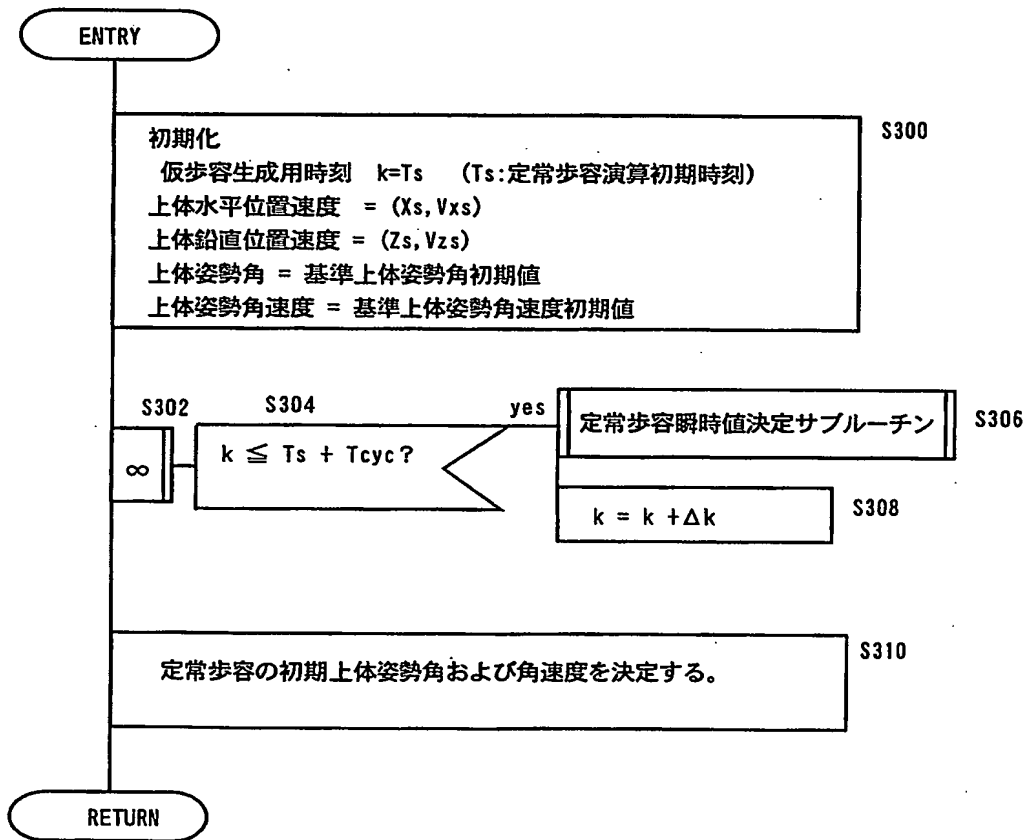 ENTRY
S300
初期化
仮歩容生成用時刻 k=Ts (Ts:定常歩容演算初期時刻)
上体水平位置速度 = (Xs,Vxs)
上体鉛直位置速度 = (Zs,Vzs)
上体姿勢角 = 基準上体姿勢角初期値
上体姿勢角速度 = 基準上体姿勢角速度初期値
S302
∞
S304
k ≦ Ts + Tcyc?
yes
定常歩容瞬時値決定サブルーチン
S306
k = k +Δk
S308
S310
定常歩容の初期上体姿勢角および角速度を決定する。
RETURN